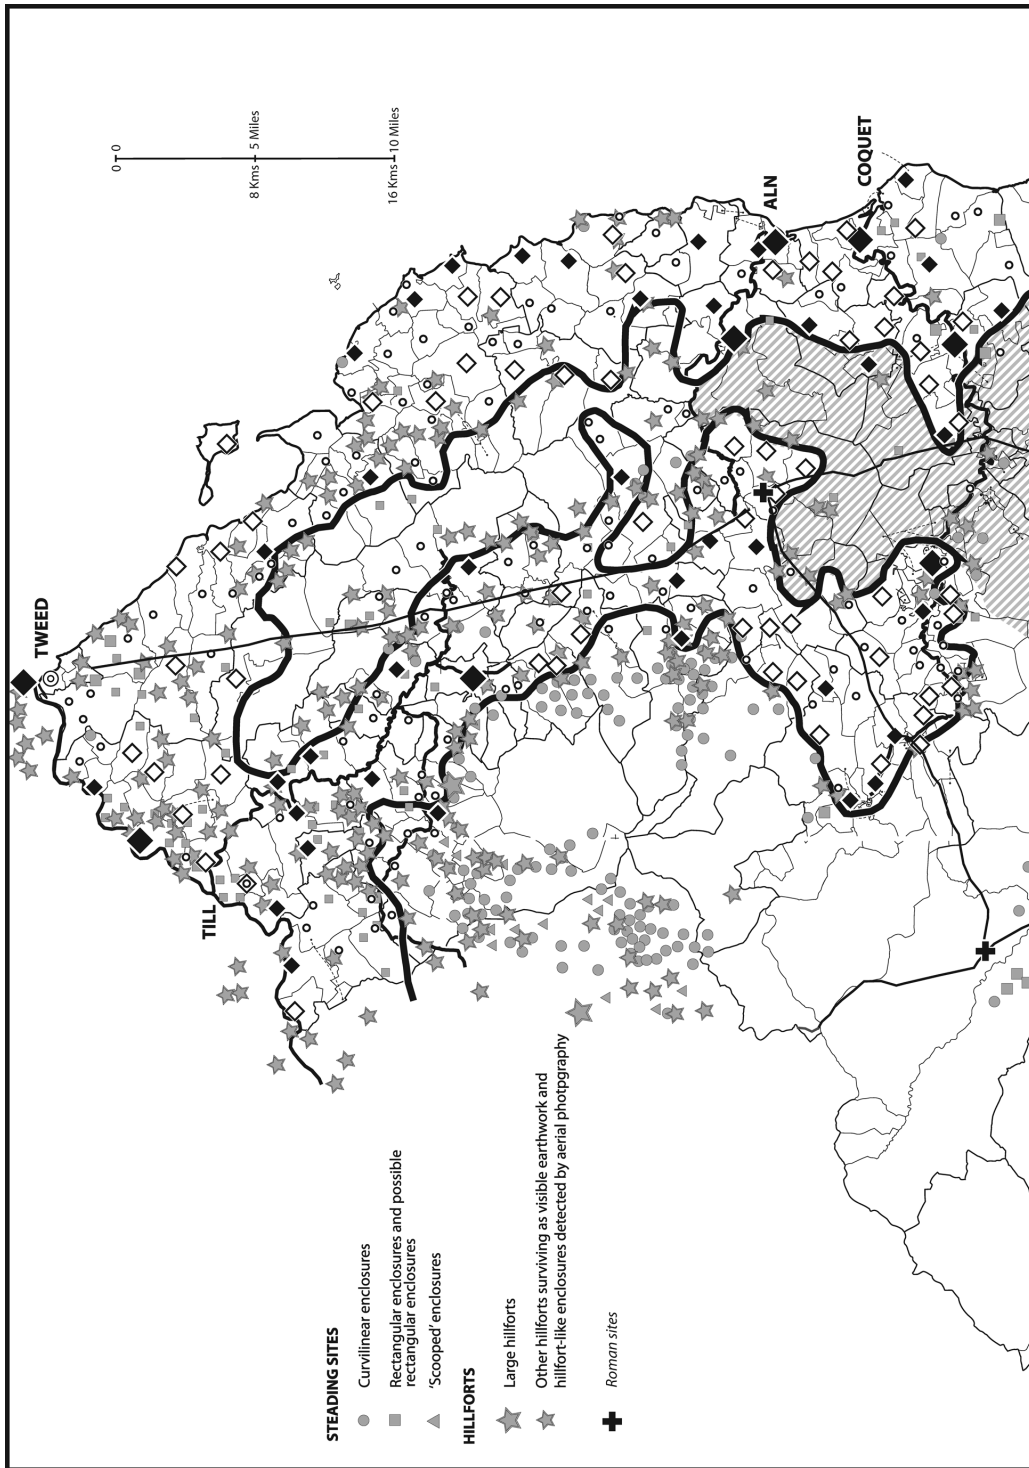 TWEED
TILL
ALN
COQUET
0 0
8 Kms 5 Miles
16 Kms 10 Miles
STEADING SITES
Curvilinear enclosures
Rectangular enclosures and possible
rectangular enclosures
'Scooped' enclosures
HILLFORTS
Large hillforts
Other hillforts surviving as visible earthwork and
hillfort-like enclosures detected by aerial photpgraphy
Roman sites